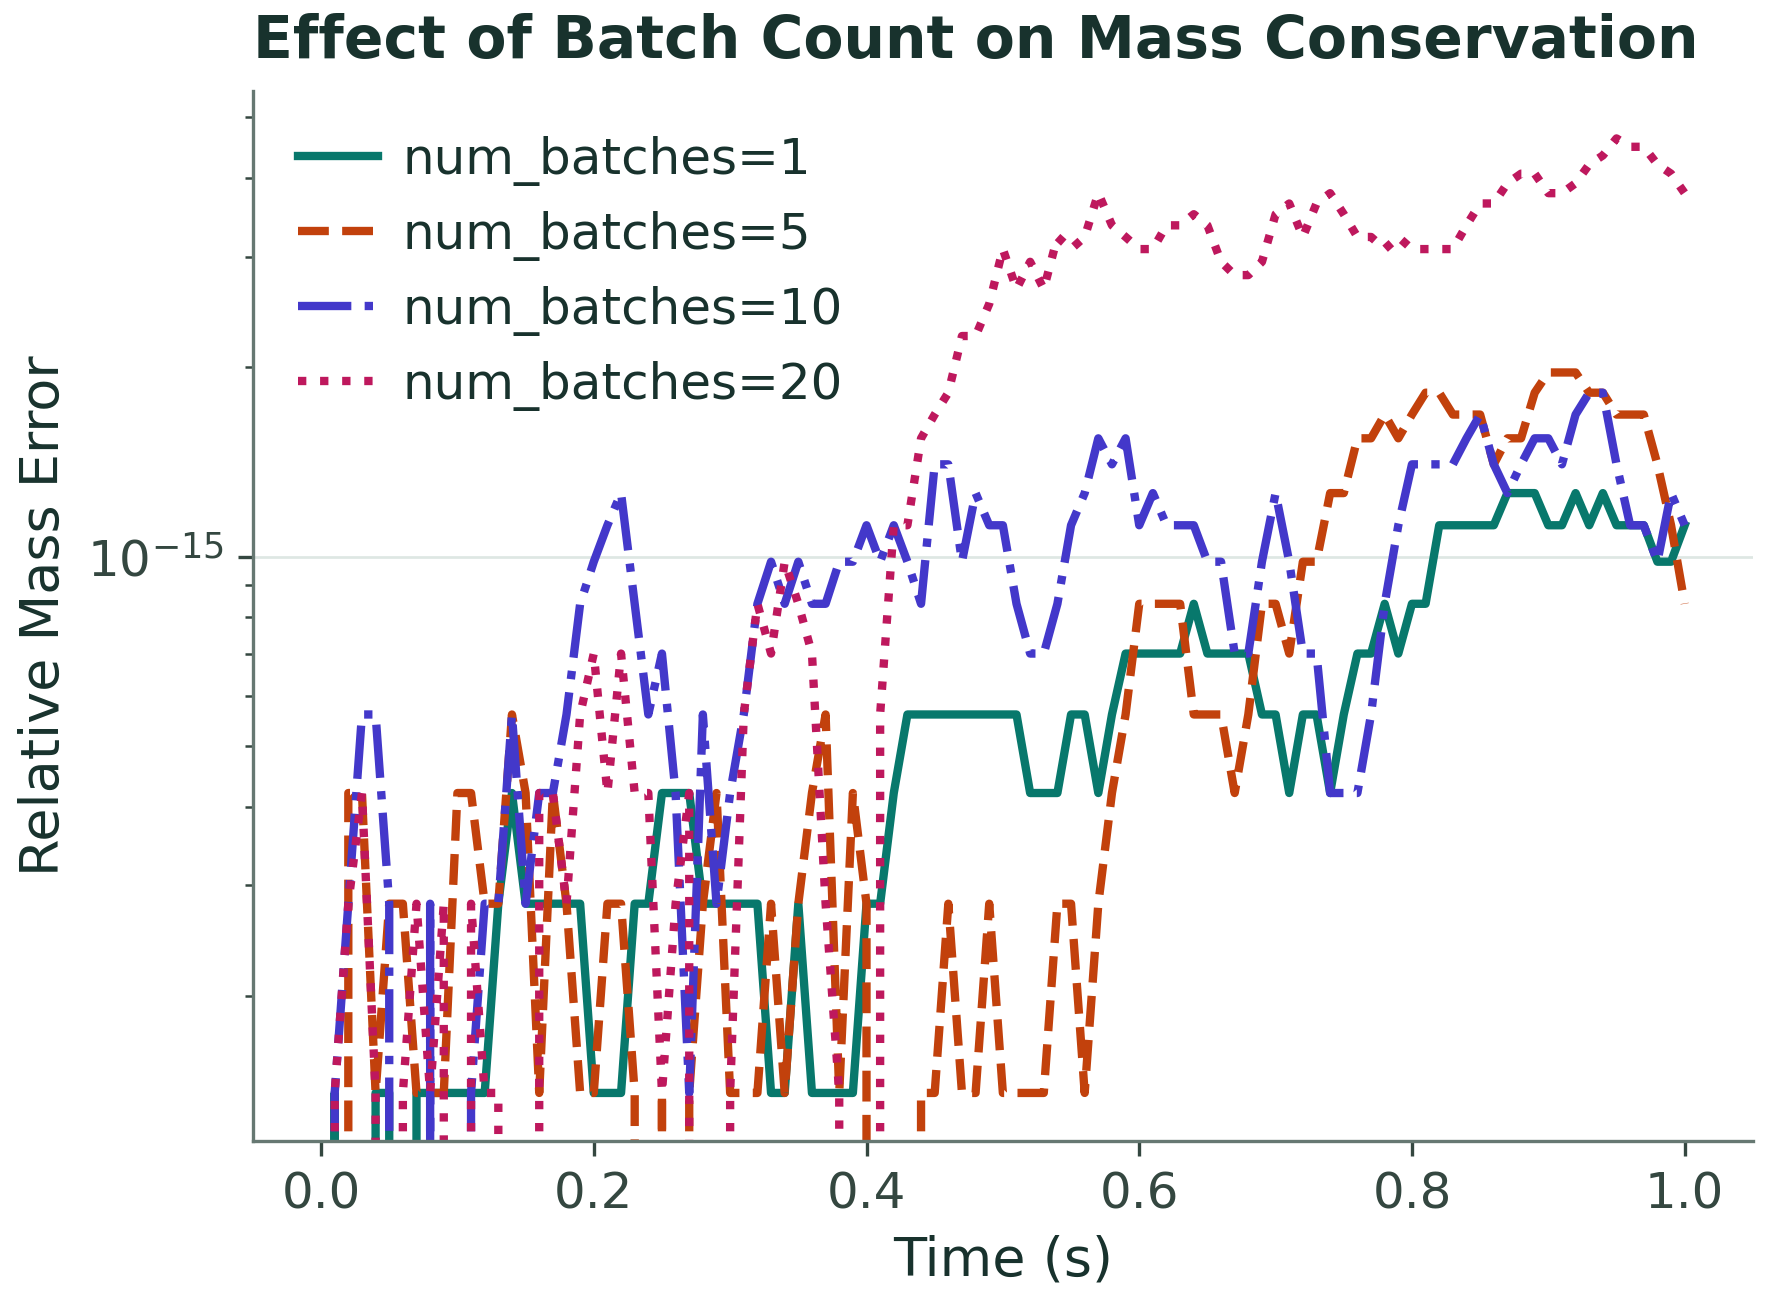 Effect of Batch Count on Mass Conservation
num_batches=1
num_batches=5
num_batches=10
num_batches=20
Relative Mass Error
10⁻¹⁵
0.0 0.2 0.4 0.6 0.8 1.0
Time (s)